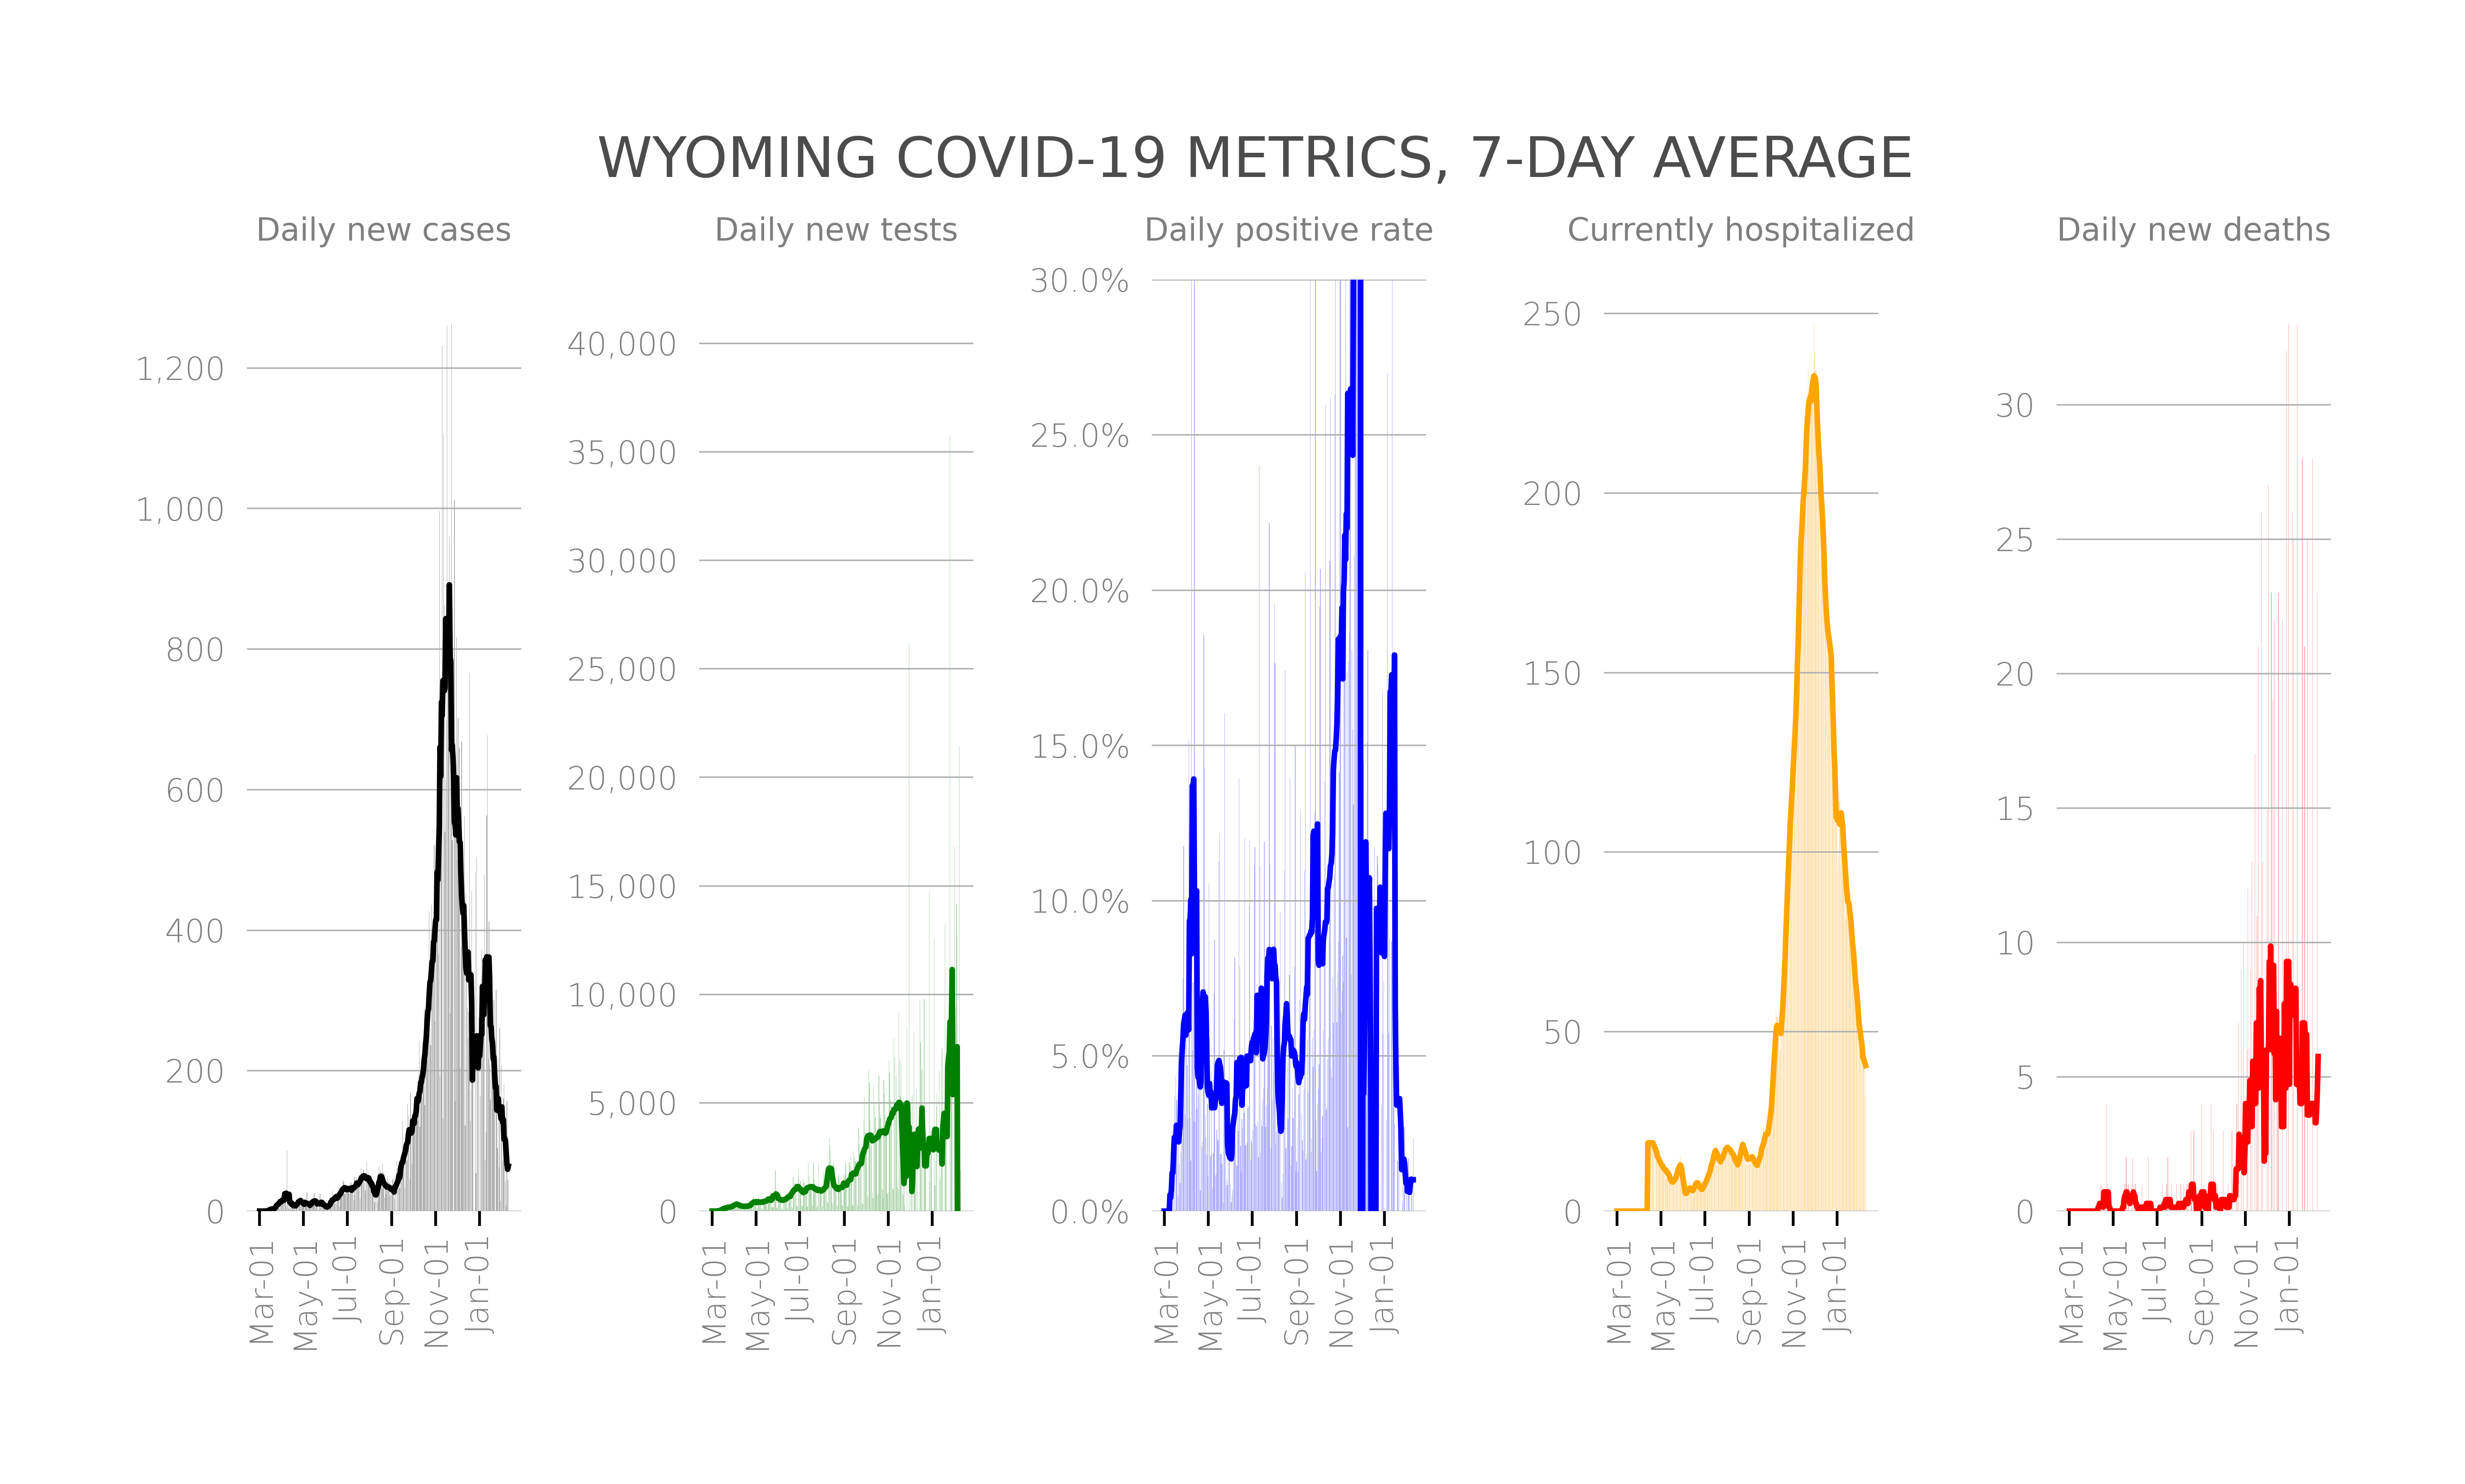 WYOMING COVID-19 METRICS, 7-DAY AVERAGE
Daily new cases
1,200
1,000
800
600
400
200
0
Mar-01
May-01
Jul-01
Sep-01
Nov-01
Jan-01
Daily new tests
40,000
35,000
30,000
25,000
20,000
15,000
10,000
5,000
0
Mar-01
May-01
Jul-01
Sep-01
Nov-01
Jan-01
Daily positive rate
30.0%
25.0%
20.0%
15.0%
10.0%
5.0%
0.0%
Mar-01
May-01
Jul-01
Sep-01
Nov-01
Jan-01
Currently hospitalized
250
200
150
100
50
0
Mar-01
May-01
Jul-01
Sep-01
Nov-01
Jan-01
Daily new deaths
30
25
20
15
10
5
0
Mar-01
May-01
Jul-01
Sep-01
Nov-01
Jan-01